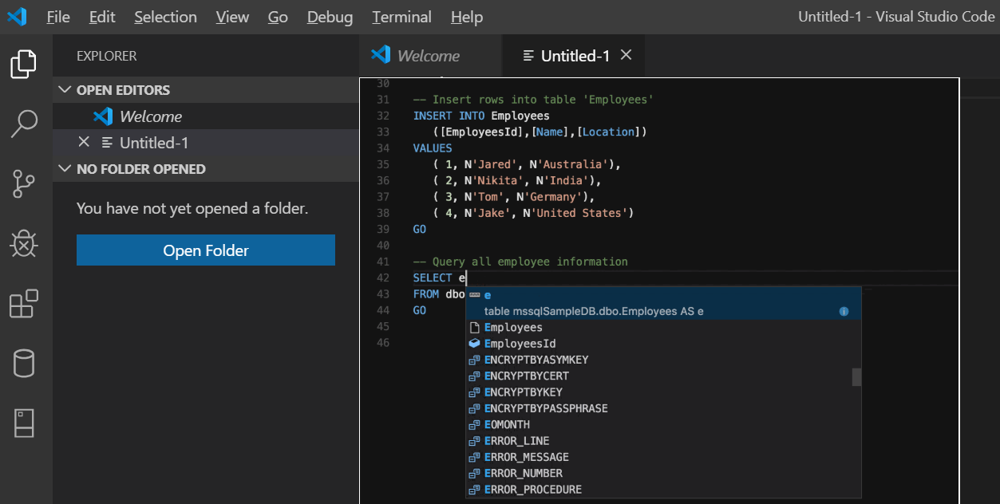 File Edit Selection View Go Debug Terminal Help Untitled-1 - Visual Studio Code
EXPLORER
OPEN EDITORS
Welcome
Untitled-1
NO FOLDER OPENED
You have not yet opened a folder.
Open Folder
Welcome Untitled-1
30
31 -- Insert rows into table 'Employees'
32 INSERT INTO Employees
33 ([EmployeesId],[Name],[Location])
34 VALUES
35 ( 1, N'Jared', N'Australia'),
36 ( 2, N'Nikita', N'India'),
37 ( 3, N'Tom', N'Germany'),
38 ( 4, N'Jake', N'United States')
39 GO
40
41 -- Query all employee information
42 SELECT e
43 FROM dbo
44 GO
45
46
e
table mssqlSampleDB.dbo.Employees AS e
Employees
EmployeesId
ENCRYPTBYASYMKEY
ENCRYPTBYCERT
ENCRYPTBYKEY
ENCRYPTBYPASSPHRASE
EOMONTH
ERROR_LINE
ERROR_MESSAGE
ERROR_NUMBER
ERROR_PROCEDURE